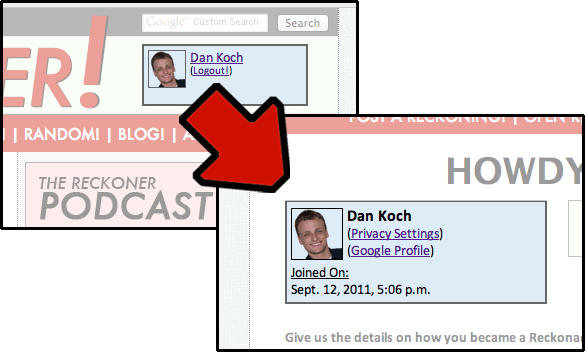 Google™ Custom Search Search
ER!
Dan Koch
(Logout!)
! | RANDOM! | BLOG! | A
THE RECKONER
PODCAST
POST A RECKONING! | OPEN R
HOWDY
Dan Koch
(Privacy Settings)
(Google Profile)
Joined On:
Sept. 12, 2011, 5:06 p.m.
Give us the details on how you became a Reckona